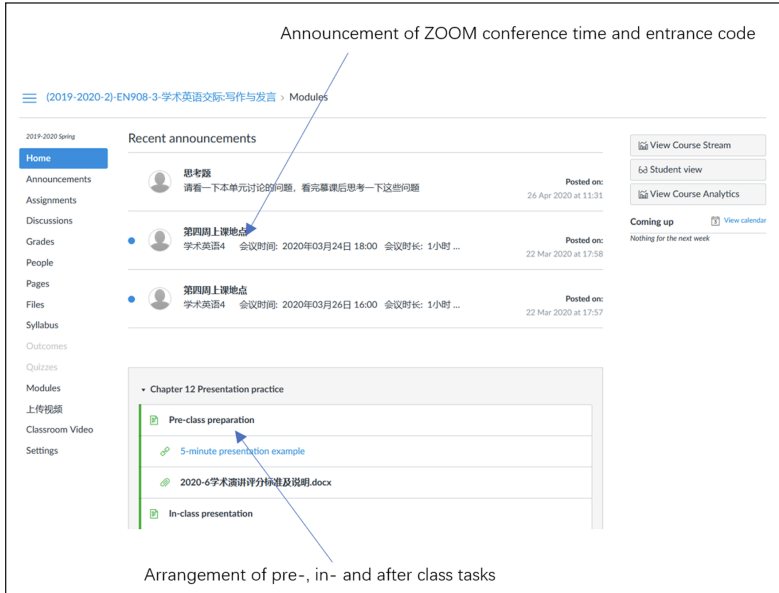 Announcement of ZOOM conference time and entrance code
(2019-2020-2)-EN908-3-学术英语交际:写作与发言 › Modules
2019-2020 Spring
Home
Announcements
Assignments
Discussions
Grades
People
Pages
Files
Syllabus
Outcomes
Quizzes
Modules
上传视频
Classroom Video
Settings
Recent announcements
思考题
请看一下本单元讨论的问题，看完慕课后思考一下这些问题
Posted on:
26 Apr 2020 at 11:31
第四周上课地点
学术英语4 会议时间: 2020年03月24日 18:00 会议时长: 1小时 ...
Posted on:
22 Mar 2020 at 17:58
第四周上课地点
学术英语4 会议时间: 2020年03月26日 16:00 会议时长: 1小时 ...
Posted on:
22 Mar 2020 at 17:57
Chapter 12 Presentation practice
Pre-class preparation
5-minute presentation example
2020-6学术演讲评分标准及说明.docx
In-class presentation
View Course Stream
Student view
View Course Analytics
Coming up
View calendar
Nothing for the next week
Arrangement of pre-, in- and after class tasks